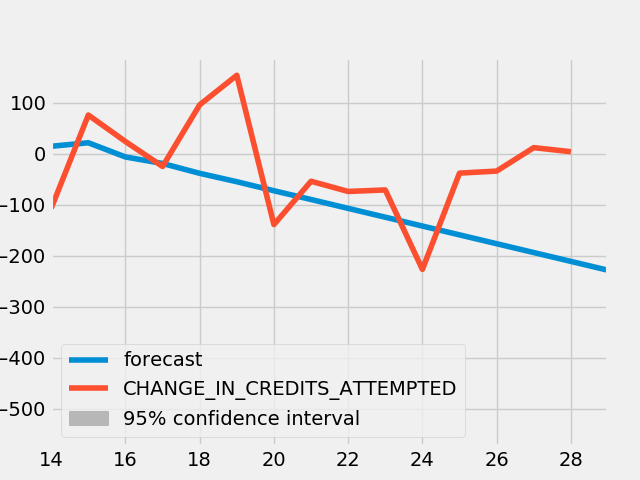 100
0
−100
−200
−300
−400
−500
forecast
CHANGE_IN_CREDITS_ATTEMPTED
95% confidence interval
14 16 18 20 22 24 26 28